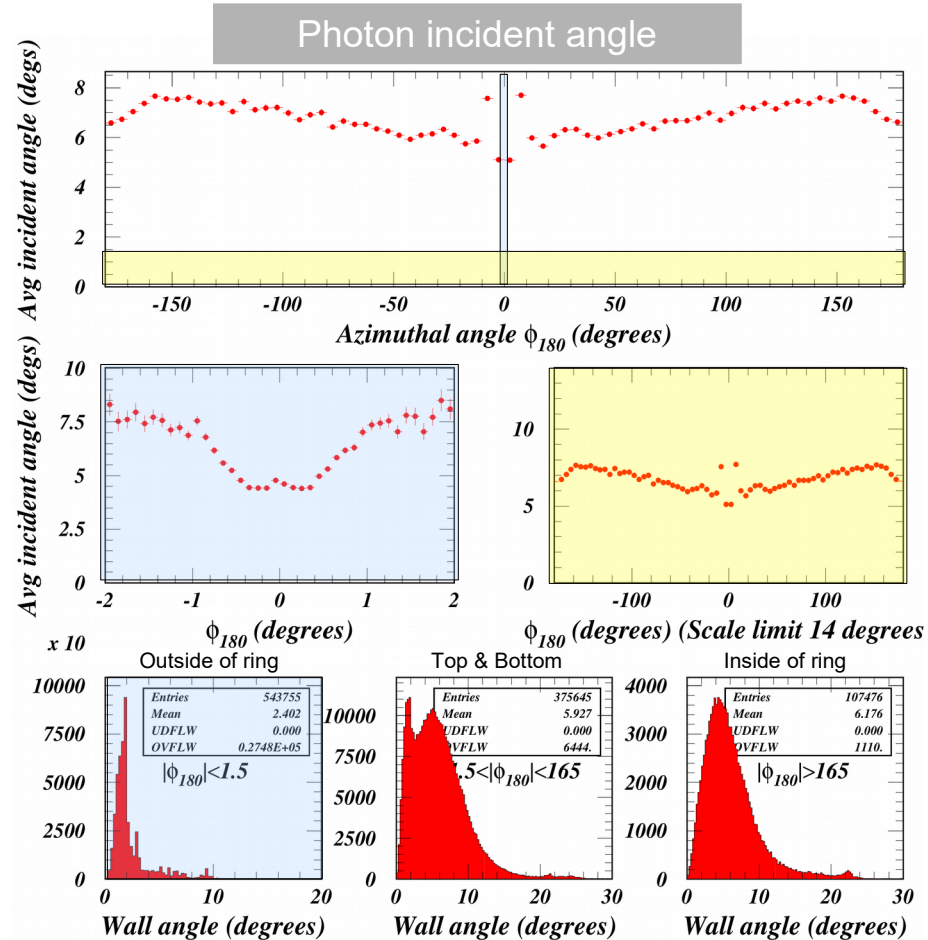 Photon incident angle
Avg incident angle (degs)
8
6
4
2
0
-150 -100 -50 0 50 100 150
Azimuthal angle ϕ180 (degrees)
Avg incident angle (degs)
10
7.5
5
2.5
0
-2 -1 0 1 2
ϕ180 (degrees)
10
5
0
-100 0 100
ϕ180 (degrees) (Scale limit 14 degrees
x 10
Outside of ring
10000
7500
5000
2500
0
Entries 543755
Mean 2.402
UDFLW 0.000
OVFLW 0.2748E+05
|ϕ180|<1.5
0 10 20
Wall angle (degrees)
Top & Bottom
10000
7500
5000
2500
0
Entries 375645
Mean 5.927
UDFLW 0.000
OVFLW 6444.
.5<|ϕ180|<165
0 10 20 30
Wall angle (degrees)
Inside of ring
4000
3000
2000
1000
0
Entries 107476
Mean 6.176
UDFLW 0.000
OVFLW 1110.
|ϕ180|>165
0 10 20 30
Wall angle (degrees)